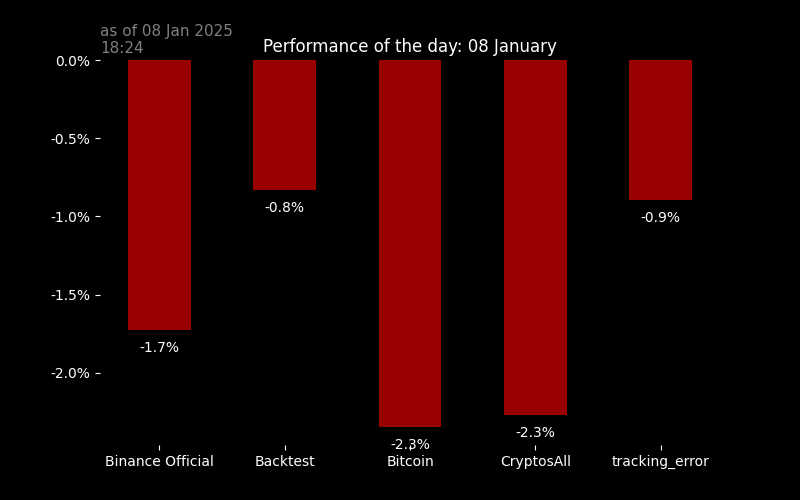 as of 08 Jan 2025
18:24
Performance of the day: 08 January
0.0%
-0.5%
-1.0%
-1.5%
-2.0%
-1.7%
-0.8%
-2.3%
-2.3%
-0.9%
Binance Official
Backtest
Bitcoin
CryptosAll
tracking_error